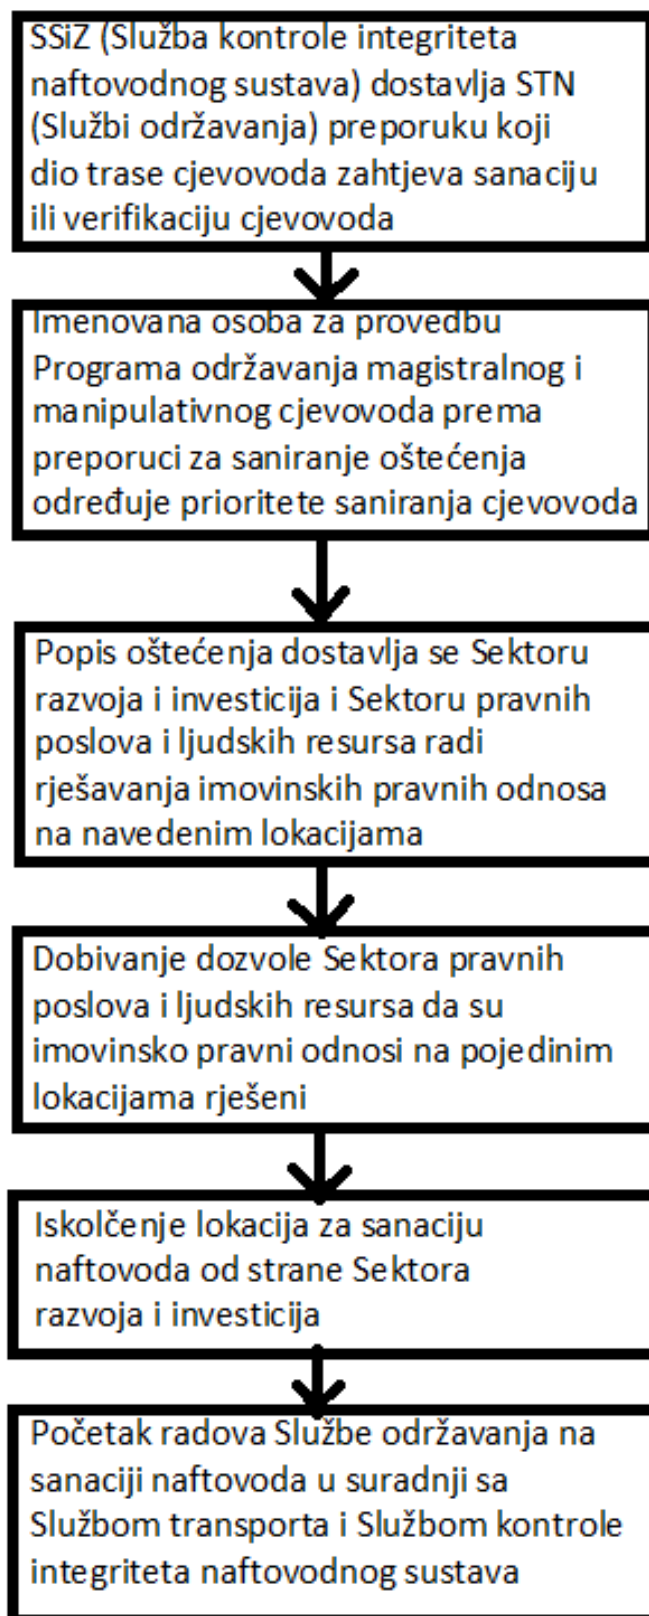 SSiZ (Služba kontrole integriteta
naftovodnog sustava) dostavlja STN
(Službi održavanja) preporuku koji
dio trase cjevovoda zahtjeva sanaciju
ili verifikaciju cjevovoda
Imenovana osoba za provedbu
Programa održavanja magistralnog i
manipulativnog cjevovoda prema
preporuci za saniranje oštećenja
određuje prioritete saniranja cjevovoda
Popis oštećenja dostavlja se Sektoru
razvoja i investicija i Sektoru pravnih
poslova i ljudskih resursa radi
rješavanja imovinskih pravnih odnosa
na navedenim lokacijama
Dobivanje dozvole Sektora pravnih
poslova i ljudskih resursa da su
imovinsko pravni odnosi na pojedinim
lokacijama rješeni
Iskolčenje lokacija za sanaciju
naftovoda od strane Sektora
razvoja i investicija
Početak radova Službe održavanja na
sanaciji naftovoda u suradnji sa
Službom transporta i Službom kontrole
integriteta naftovodnog sustava